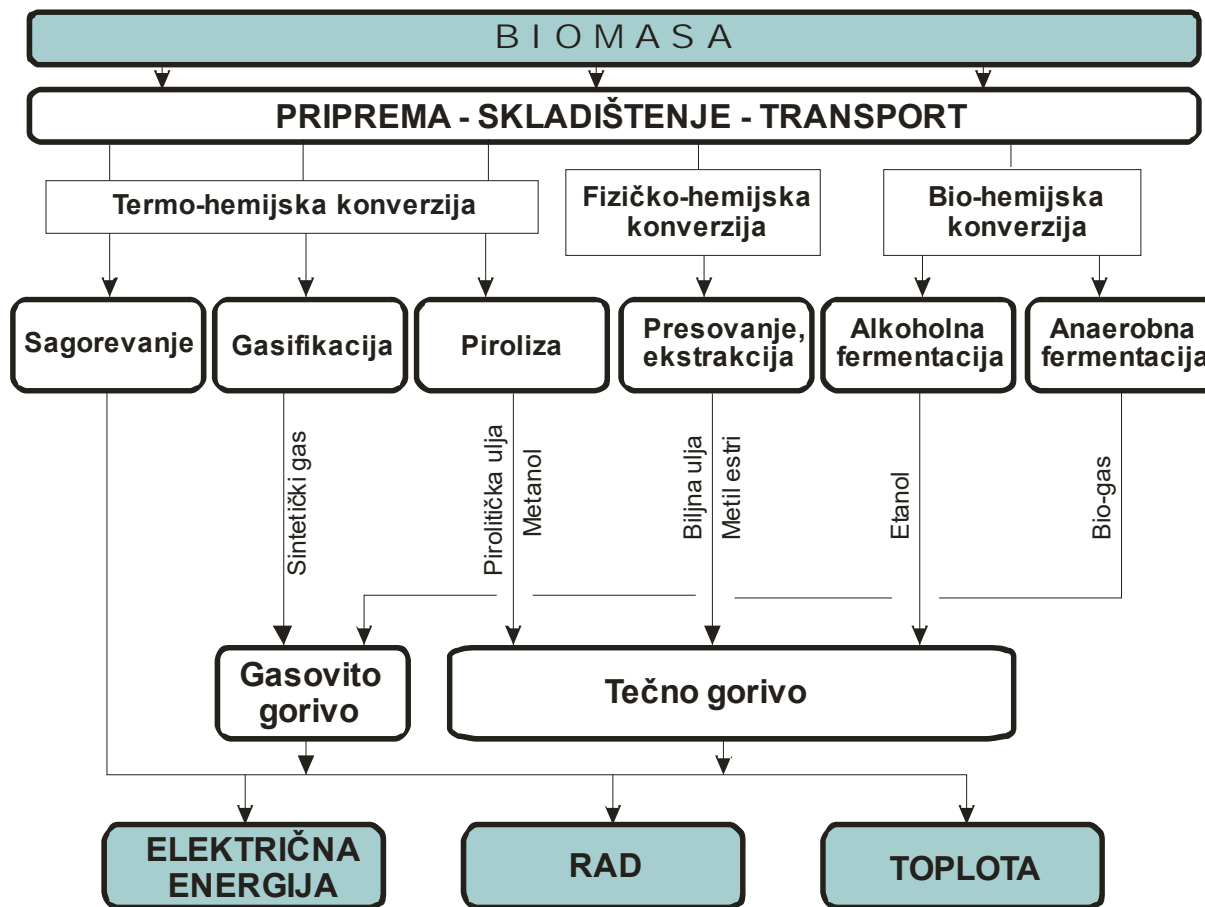 BIOMASA
PRIPREMA - SKLADIŠTENJE - TRANSPORT
Termo-hemijska konverzija
Fizičko-hemijska
konverzija
Bio-hemijska
konverzija
Sagorevanje
Gasifikacija
Piroliza
Presovanje,
ekstrakcija
Alkoholna
fermentacija
Anaerobna
fermentacija
Sintetički gas
Pirolitička ulja
Metanol
Biljna ulja
Metil estri
Etanol
Bio-gas
Gasovito
gorivo
Tečno gorivo
ELEKTRIČNA
ENERGIJA
RAD
TOPLOTA